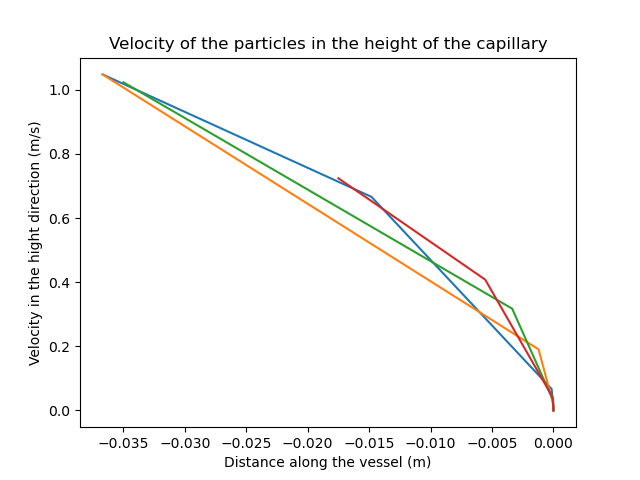 Velocity of the particles in the height of the capillary
1.0
0.8
0.6
0.4
0.2
0.0
Velocity in the hight direction (m/s)
−0.035 −0.030 −0.025 −0.020 −0.015 −0.010 −0.005 0.000
Distance along the vessel (m)